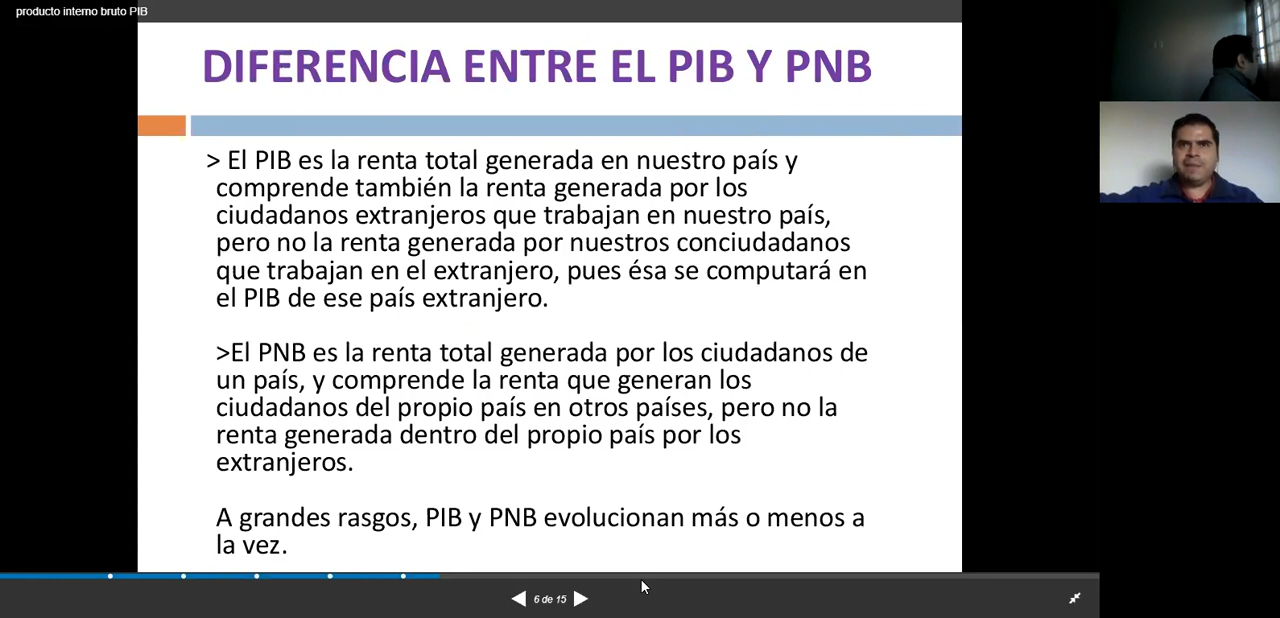 producto interno bruto PIB
DIFERENCIA ENTRE EL PIB Y PNB
> El PIB es la renta total generada en nuestro país y
comprende también la renta generada por los
ciudadanos extranjeros que trabajan en nuestro país,
pero no la renta generada por nuestros conciudadanos
que trabajan en el extranjero, pues ésa se computará en
el PIB de ese país extranjero.
>El PNB es la renta total generada por los ciudadanos de
un país, y comprende la renta que generan los
ciudadanos del propio país en otros países, pero no la
renta generada dentro del propio país por los
extranjeros.
A grandes rasgos, PIB y PNB evolucionan más o menos a
la vez.
6 de 15